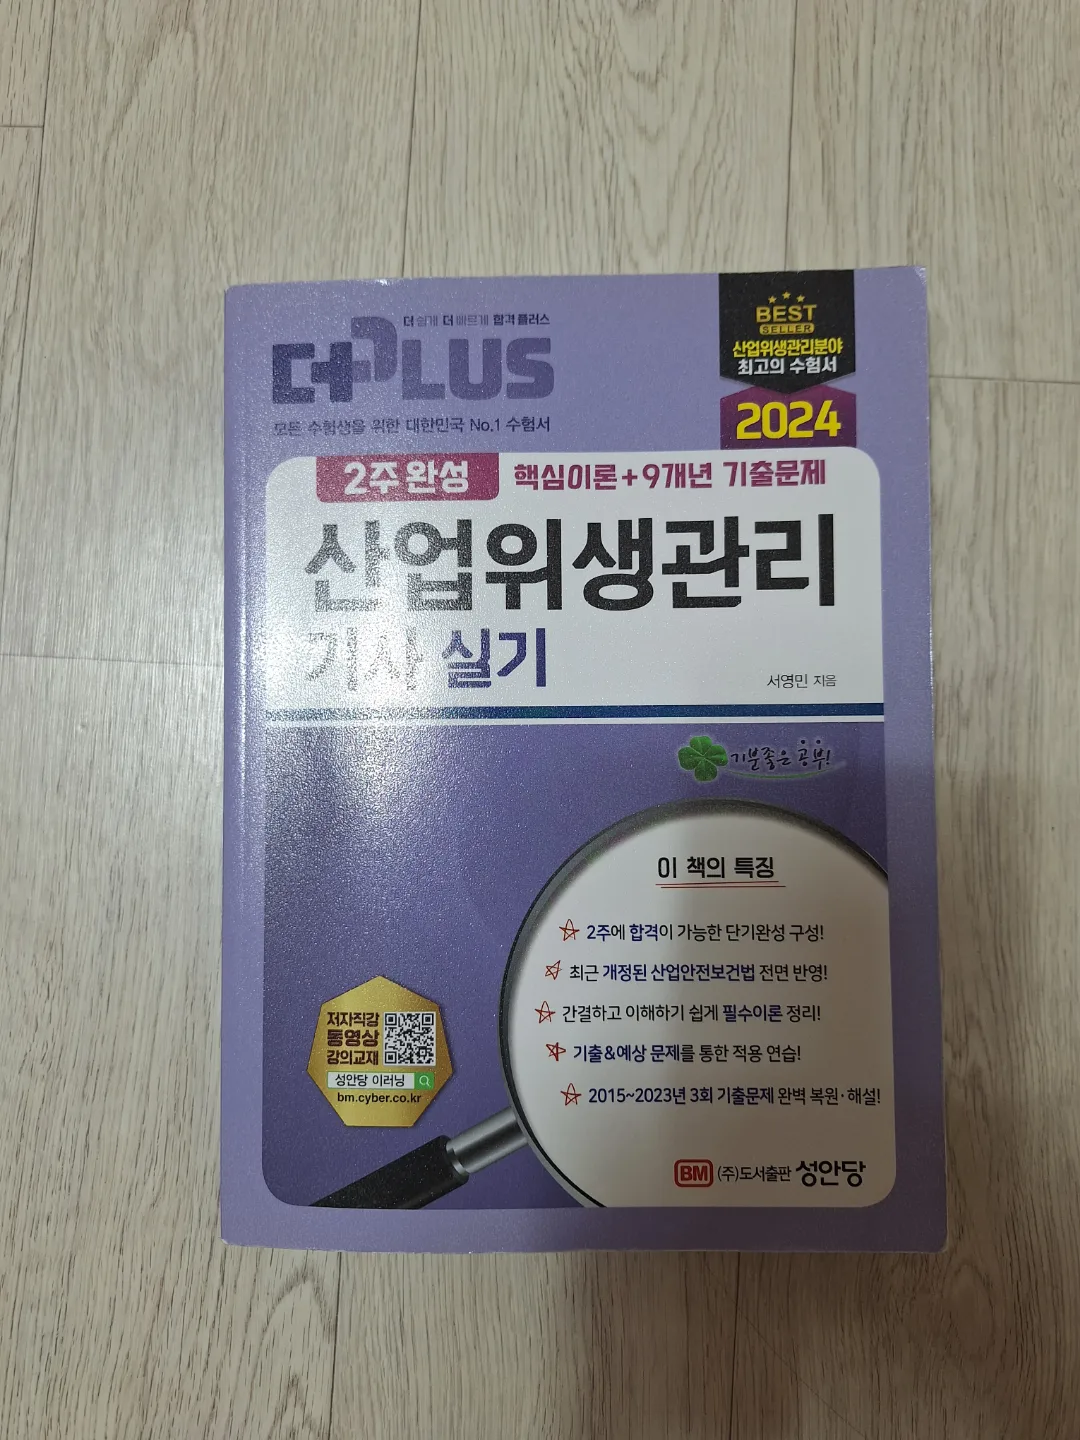 더 쉽게 더 빠르게 합격 플러스
더PLUS
모든 수험생을 위한 대한민국 No.1 수험서
BEST
SELLER
산업위생관리분야
최고의 수험서
2024
2주 완성 핵심이론+9개년 기출문제
산업위생관리
기사 실기
서영민 지음
기분좋은 공부!
이 책의 특징
2주에 합격이 가능한 단기완성 구성!
최근 개정된 산업안전보건법 전면 반영!
간결하고 이해하기 쉽게 필수이론 정리!
기출&예상 문제를 통한 적용 연습!
2015~2023년 3회 기출문제 완벽 복원·해설!
저자직강
동영상
강의교재
성안당 이러닝
bm.cyber.co.kr
BM (주)도서출판 성안당